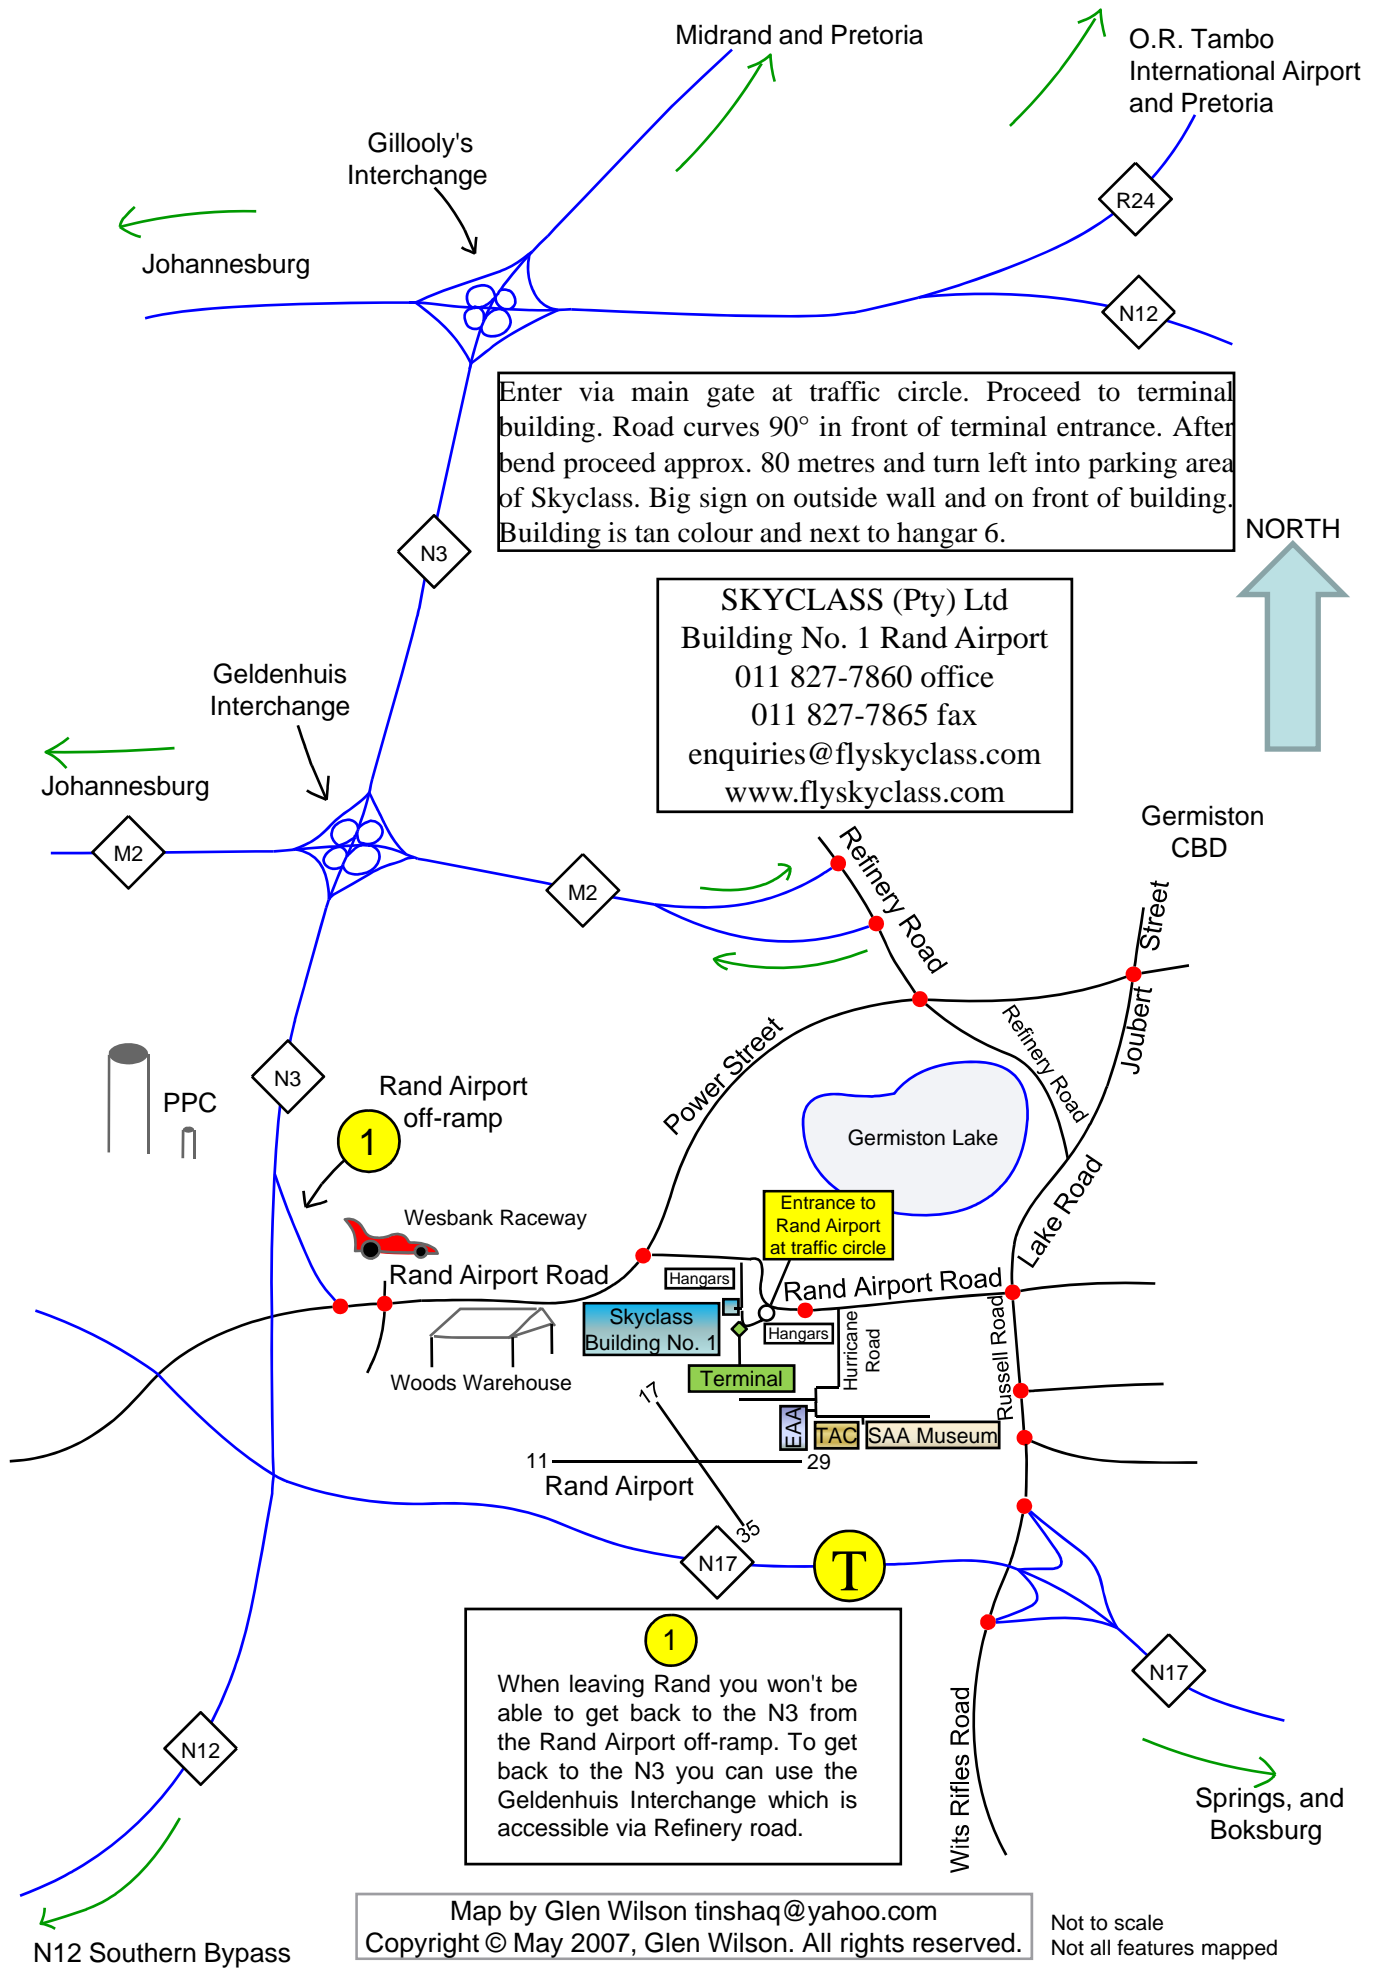 Midrand and Pretoria
O.R. Tambo
International Airport
and Pretoria
Gillooly's
Interchange
R24
Johannesburg
N12
Enter via main gate at traffic circle. Proceed to terminal
building. Road curves 90° in front of terminal entrance. After
bend proceed approx. 80 metres and turn left into parking area
of Skyclass. Big sign on outside wall and on front of building.
Building is tan colour and next to hangar 6.
N3
NORTH
SKYCLASS (Pty) Ltd
Building No. 1 Rand Airport
011 827-7860 office
011 827-7865 fax
enquiries@flyskyclass.com
www.flyskyclass.com
Geldenhuis
Interchange
Johannesburg
M2
M2
Germiston
CBD
Refinery Road
Joubert Street
Power Street
Refinery Road
N3
PPC
Rand Airport
off-ramp
1
Germiston Lake
Lake Road
Wesbank Raceway
Entrance to
Rand Airport
at traffic circle
Rand Airport Road
Hangars
Rand Airport Road
Skyclass
Building No. 1
Hangars
Hurricane
Road
Russell Road
Woods Warehouse
Terminal
17
EAA
TAC
SAA Museum
11
29
Rand Airport
35
N17
T
1
When leaving Rand you won't be
able to get back to the N3 from
the Rand Airport off-ramp. To get
back to the N3 you can use the
Geldenhuis Interchange which is
accessible via Refinery road.
N17
Wits Rifles Road
N12
Springs, and
Boksburg
N12 Southern Bypass
Map by Glen Wilson tinshaq@yahoo.com
Copyright © May 2007, Glen Wilson. All rights reserved.
Not to scale
Not all features mapped